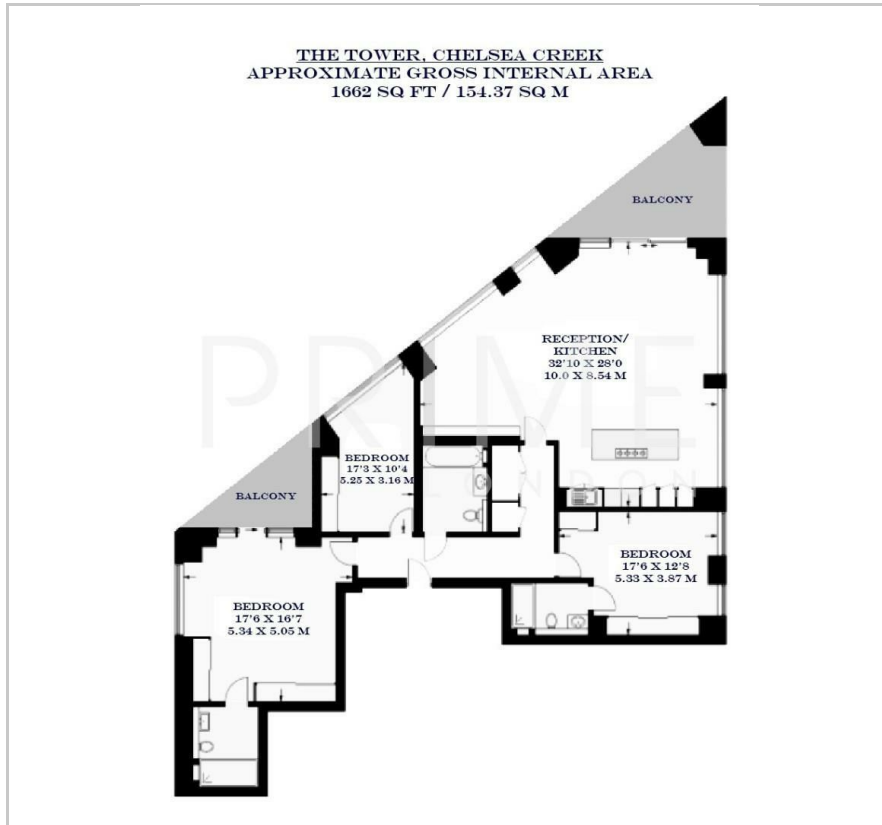 THE TOWER, CHELSEA CREEK
APPROXIMATE GROSS INTERNAL AREA
1662 SQ FT / 154.37 SQ M
BALCONY
RECEPTION/
KITCHEN
32'10 X 28'0
10.0 X 8.54 M
PRIME
LONDON
BEDROOM
17'3 X 10'4
5.25 X 3.16 M
BALCONY
BEDROOM
17'6 X 12'8
5.33 X 3.87 M
BEDROOM
17'6 X 16'7
5.34 X 5.05 M